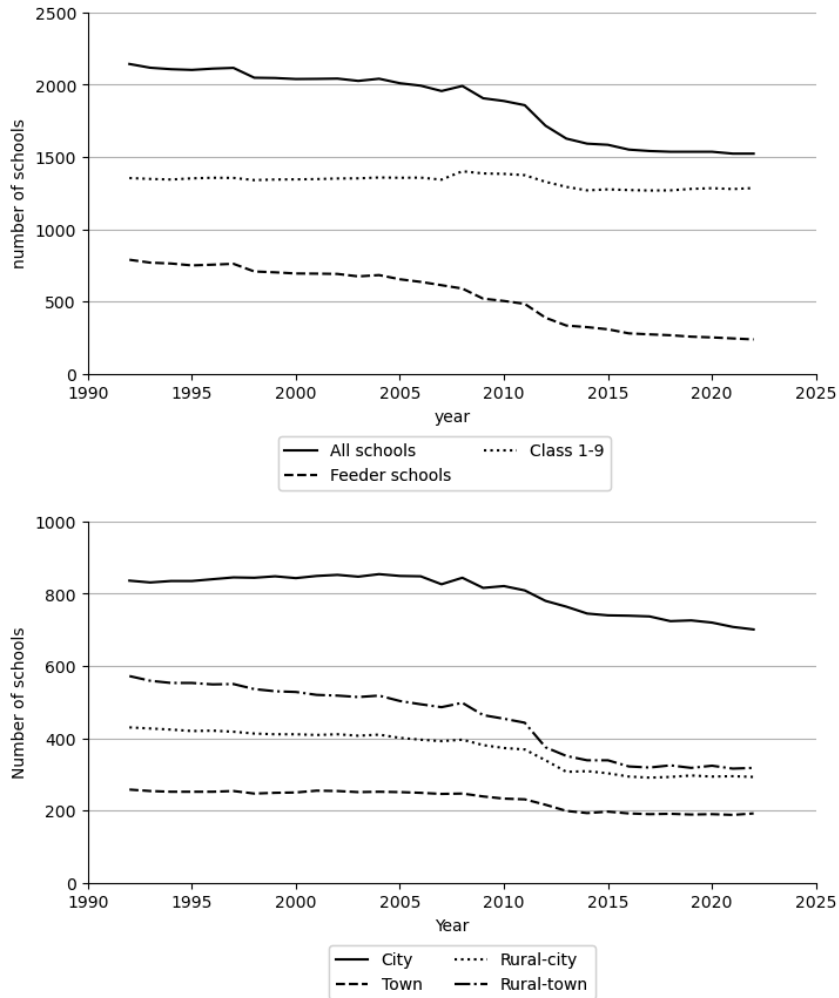 2500
2000
1500
1000
500
0
number of schools
1990 1995 2000 2005 2010 2015 2020 2025
year
All schools Class 1-9
Feeder schools
1000
800
600
400
200
0
Number of schools
1990 1995 2000 2005 2010 2015 2020 2025
Year
City Rural-city
Town Rural-town